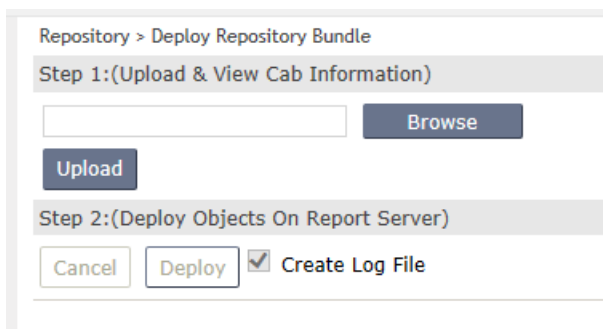 Repository > Deploy Repository Bundle
Step 1:(Upload & View Cab Information)
Browse
Upload
Step 2:(Deploy Objects On Report Server)
Cancel Deploy Create Log File